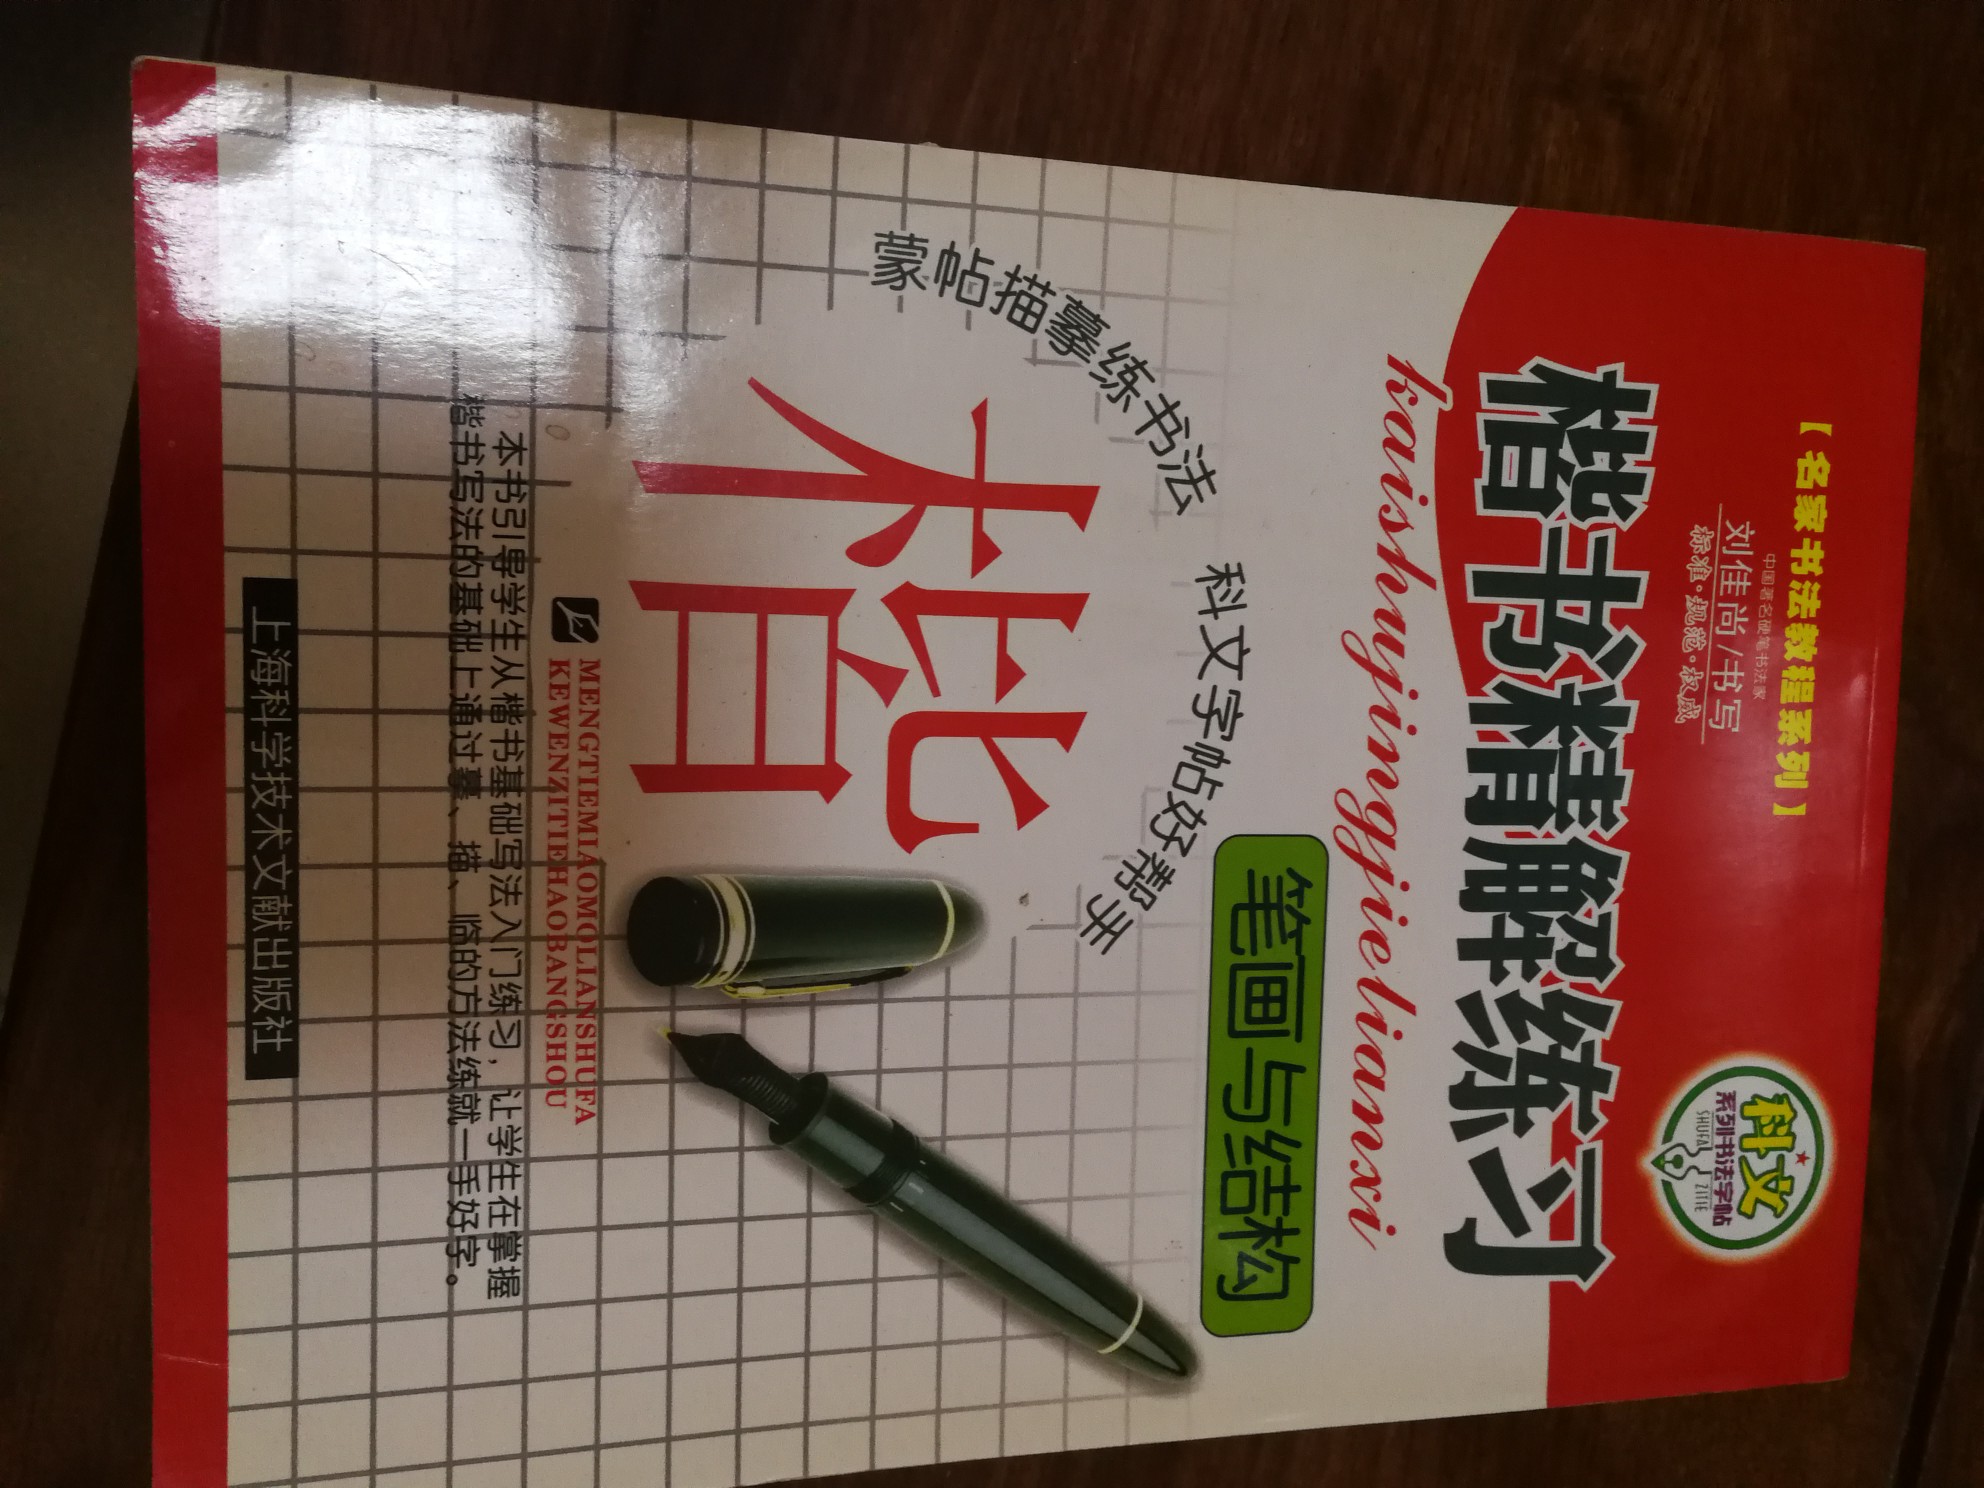 【名家书法教程系列】
中国著名硬笔书法家
刘佳尚/书写
标准·规范·权威
科文
系列书法字帖
SHUFA ZITIE
楷书精解练习
kaishujingjielianxi
笔画与结构
蒙帖描摹练书法 科文字帖好帮手
楷
MENGTIEMIAOMOLIANSHUFA
KEWENZITIEHAOBANGSHOU
本书引导学生从楷书基础写法入门练习，让学生在掌握
楷书写法的基础上通过摹、描、临的方法练就一手好字。
上海科学技术文献出版社